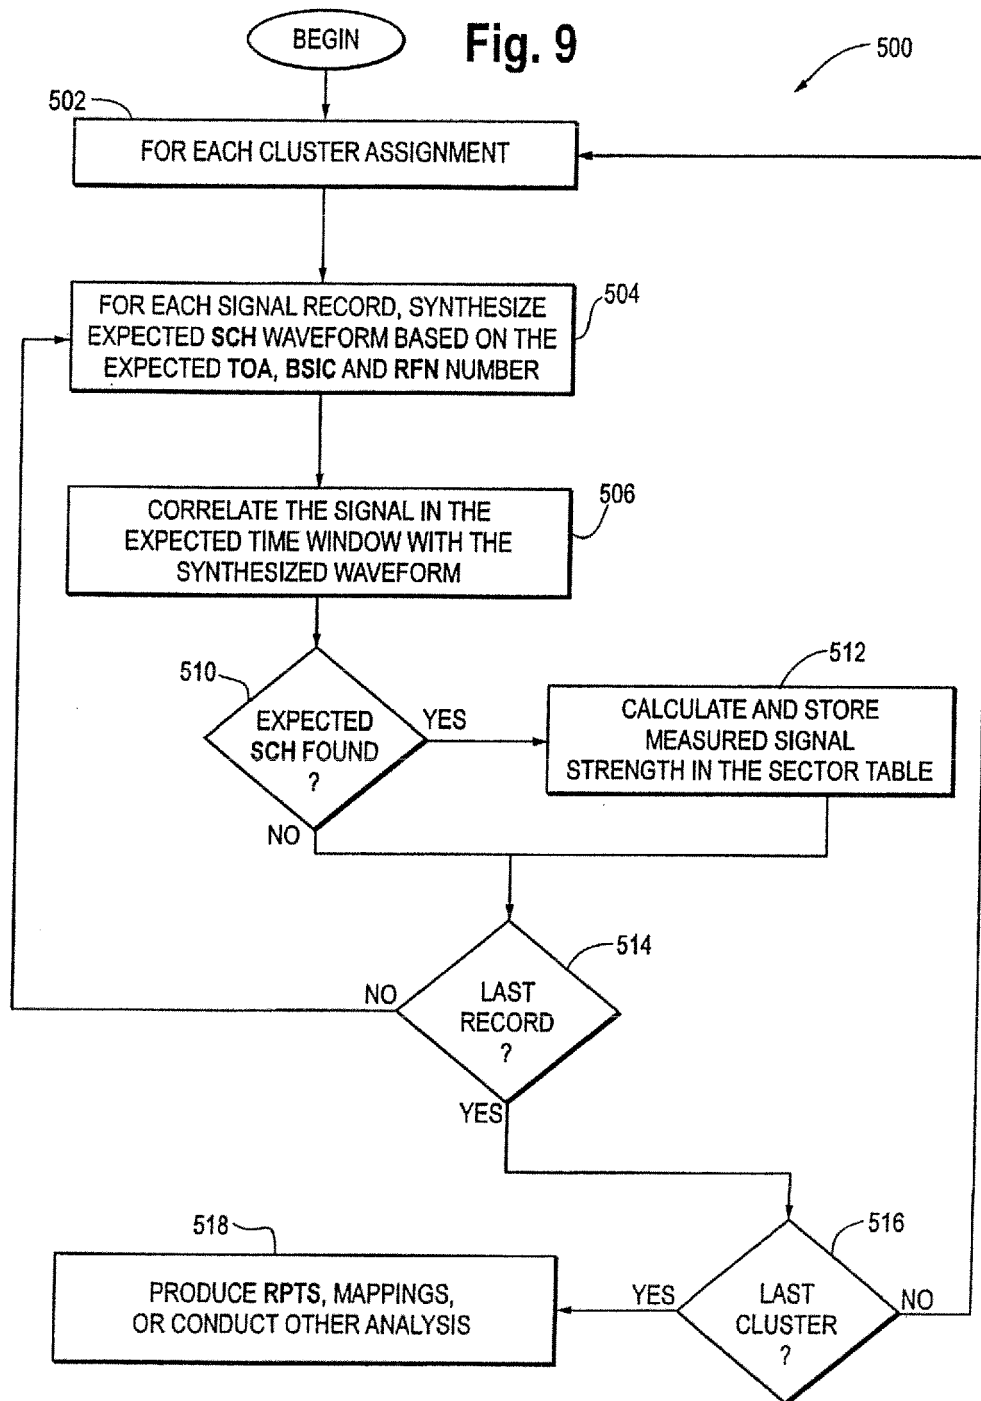 BEGIN
Fig. 9
500
502
FOR EACH CLUSTER ASSIGNMENT
504
FOR EACH SIGNAL RECORD, SYNTHESIZE
EXPECTED SCH WAVEFORM BASED ON THE
EXPECTED TOA, BSIC AND RFN NUMBER
506
CORRELATE THE SIGNAL IN THE
EXPECTED TIME WINDOW WITH THE
SYNTHESIZED WAVEFORM
510
EXPECTED
SCH FOUND
?
YES
NO
512
CALCULATE AND STORE
MEASURED SIGNAL
STRENGTH IN THE SECTOR TABLE
514
LAST
RECORD
?
NO
YES
516
LAST
CLUSTER
?
YES
NO
518
PRODUCE RPTS, MAPPINGS,
OR CONDUCT OTHER ANALYSIS